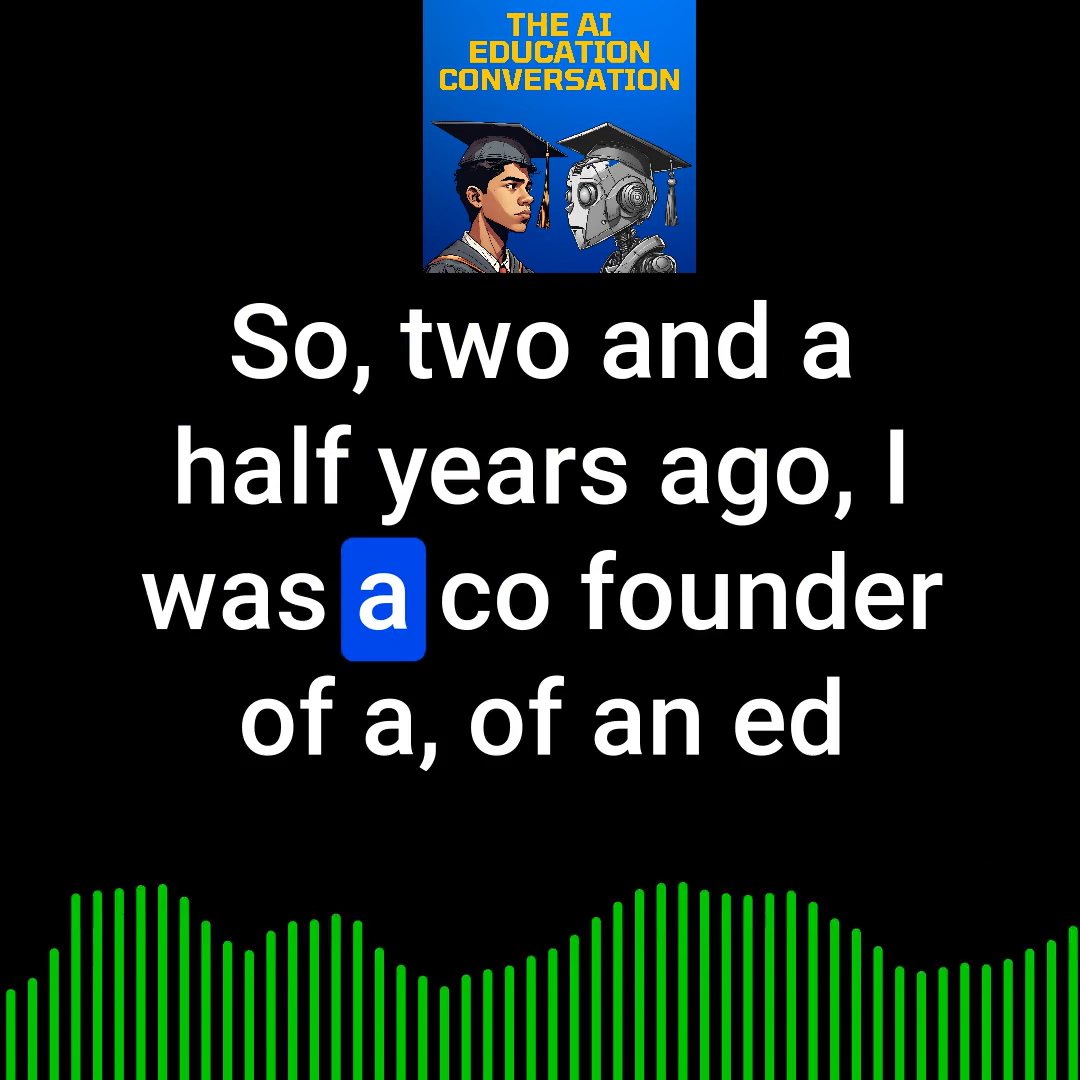 THE AI
EDUCATION
CONVERSATION
So, two and a
half years ago, I
was a co founder
of a, of an ed